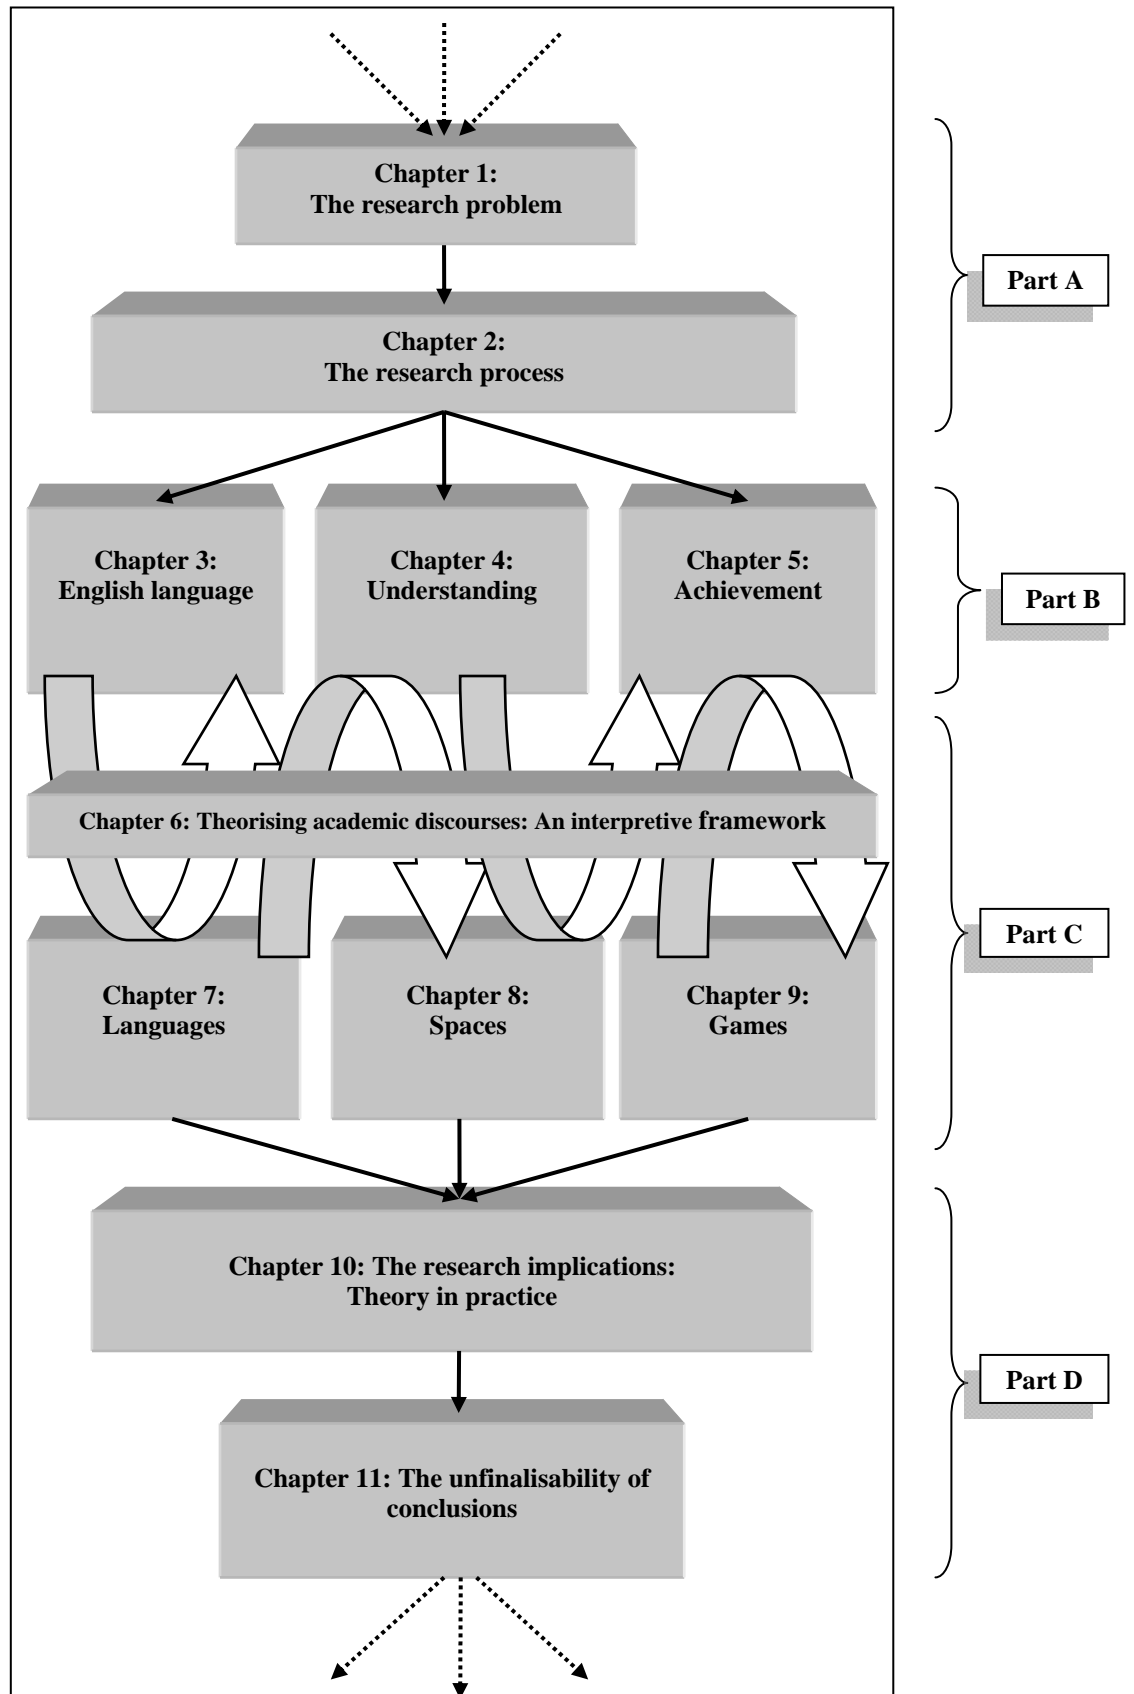 Chapter 1:
The research problem
Part A
Chapter 2:
The research process
Chapter 3:
English language
Chapter 4:
Understanding
Chapter 5:
Achievement
Part B
Chapter 6: Theorising academic discourses: An interpretive framework
Part C
Chapter 7:
Languages
Chapter 8:
Spaces
Chapter 9:
Games
Chapter 10: The research implications:
Theory in practice
Part D
Chapter 11: The unfinalisability of
conclusions